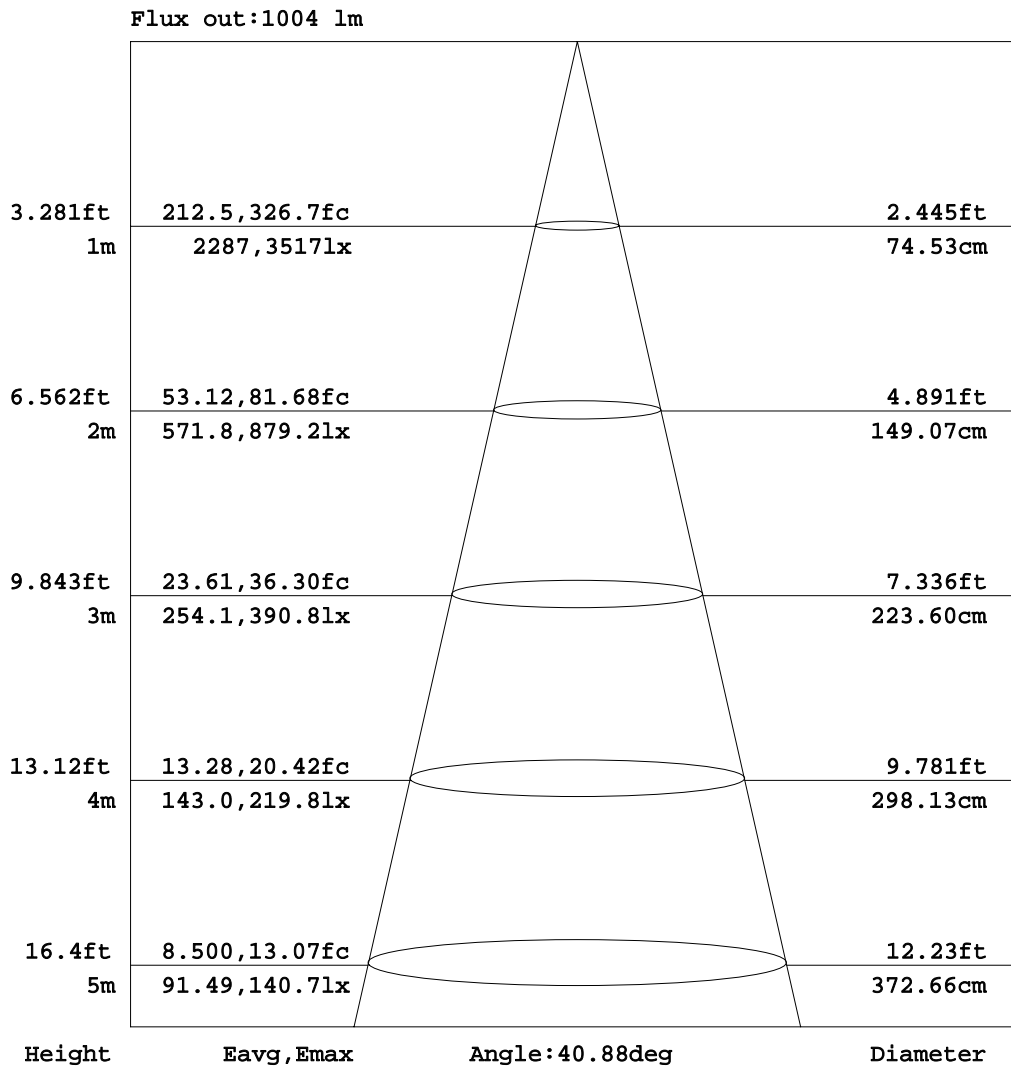 Flux out:1004 lm
3.281ft 212.5,326.7fc 2.445ft
1m 2287,3517lx 74.53cm
6.562ft 53.12,81.68fc 4.891ft
2m 571.8,879.2lx 149.07cm
9.843ft 23.61,36.30fc 7.336ft
3m 254.1,390.8lx 223.60cm
13.12ft 13.28,20.42fc 9.781ft
4m 143.0,219.8lx 298.13cm
16.4ft 8.500,13.07fc 12.23ft
5m 91.49,140.7lx 372.66cm
Height Eavg,Emax Angle:40.88deg Diameter